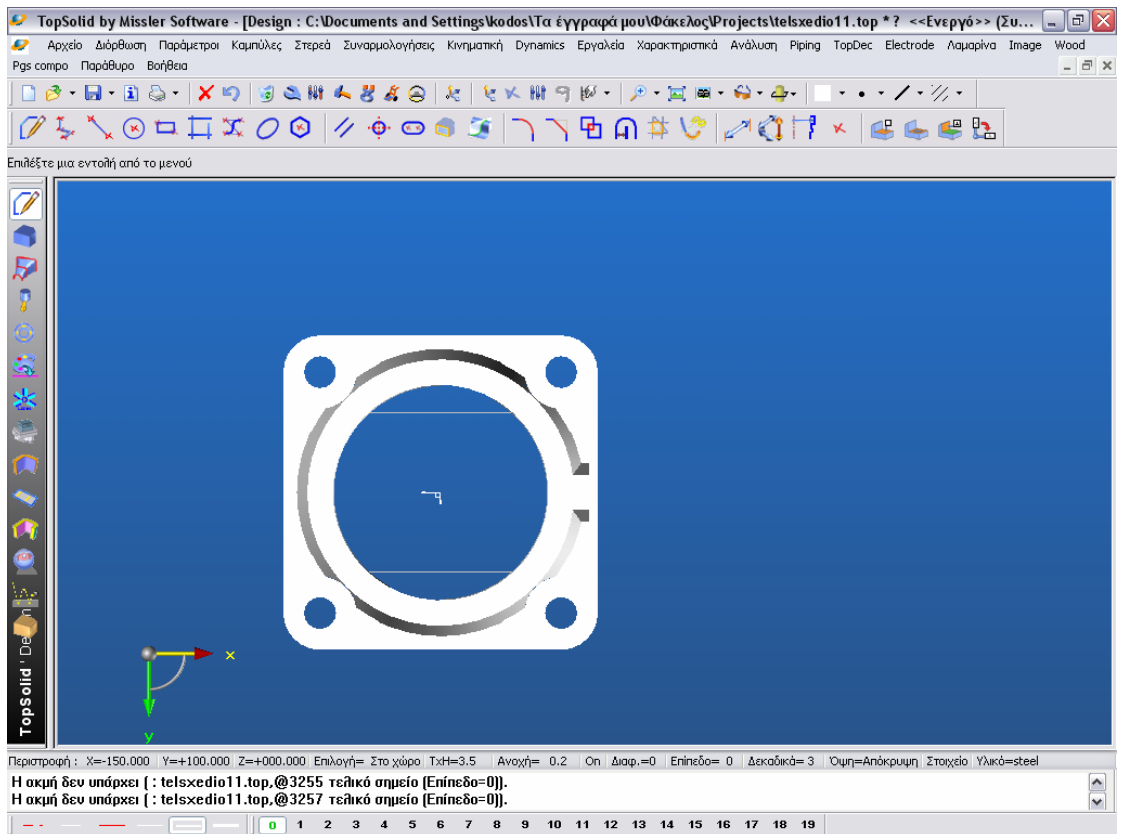 TopSolid by Missler Software - [Design : C:\Documents and Settings\kodos\Τα έγγραφά μου\Φάκελος\Projects\telsxedio11.top * ? <<Ενεργό>> (Συ...
Αρχείο Διόρθωση Παράμετροι Καμπύλες Στερεά Συναρμολογήσεις Κινηματική Dynamics Εργαλεία Χαρακτηριστικά Ανάλυση Piping TopDec Electrode Λαμαρίνα Image Wood
Pgs compo Παράθυρο Βοήθεια
Επιλέξτε μια εντολή από το μενού
x
y
TopSolid'Design
Περιστροφή : X=-150.000 Y=+100.000 Z=+000.000 Επιλογή= Στο χώρο TxH=3.5 Ανοχή= 0.2 On Διαφ.=0 Επίπεδο= 0 Δεκαδικά= 3 Όψη=Απόκρυψη Στοιχείο Υλικό=steel
Η ακμή δεν υπάρχει ( : telsxedio11.top,@3255 τελικό σημείο [Επίπεδο=0]).
Η ακμή δεν υπάρχει ( : telsxedio11.top,@3257 τελικό σημείο [Επίπεδο=0]).
0 1 2 3 4 5 6 7 8 9 10 11 12 13 14 15 16 17 18 19